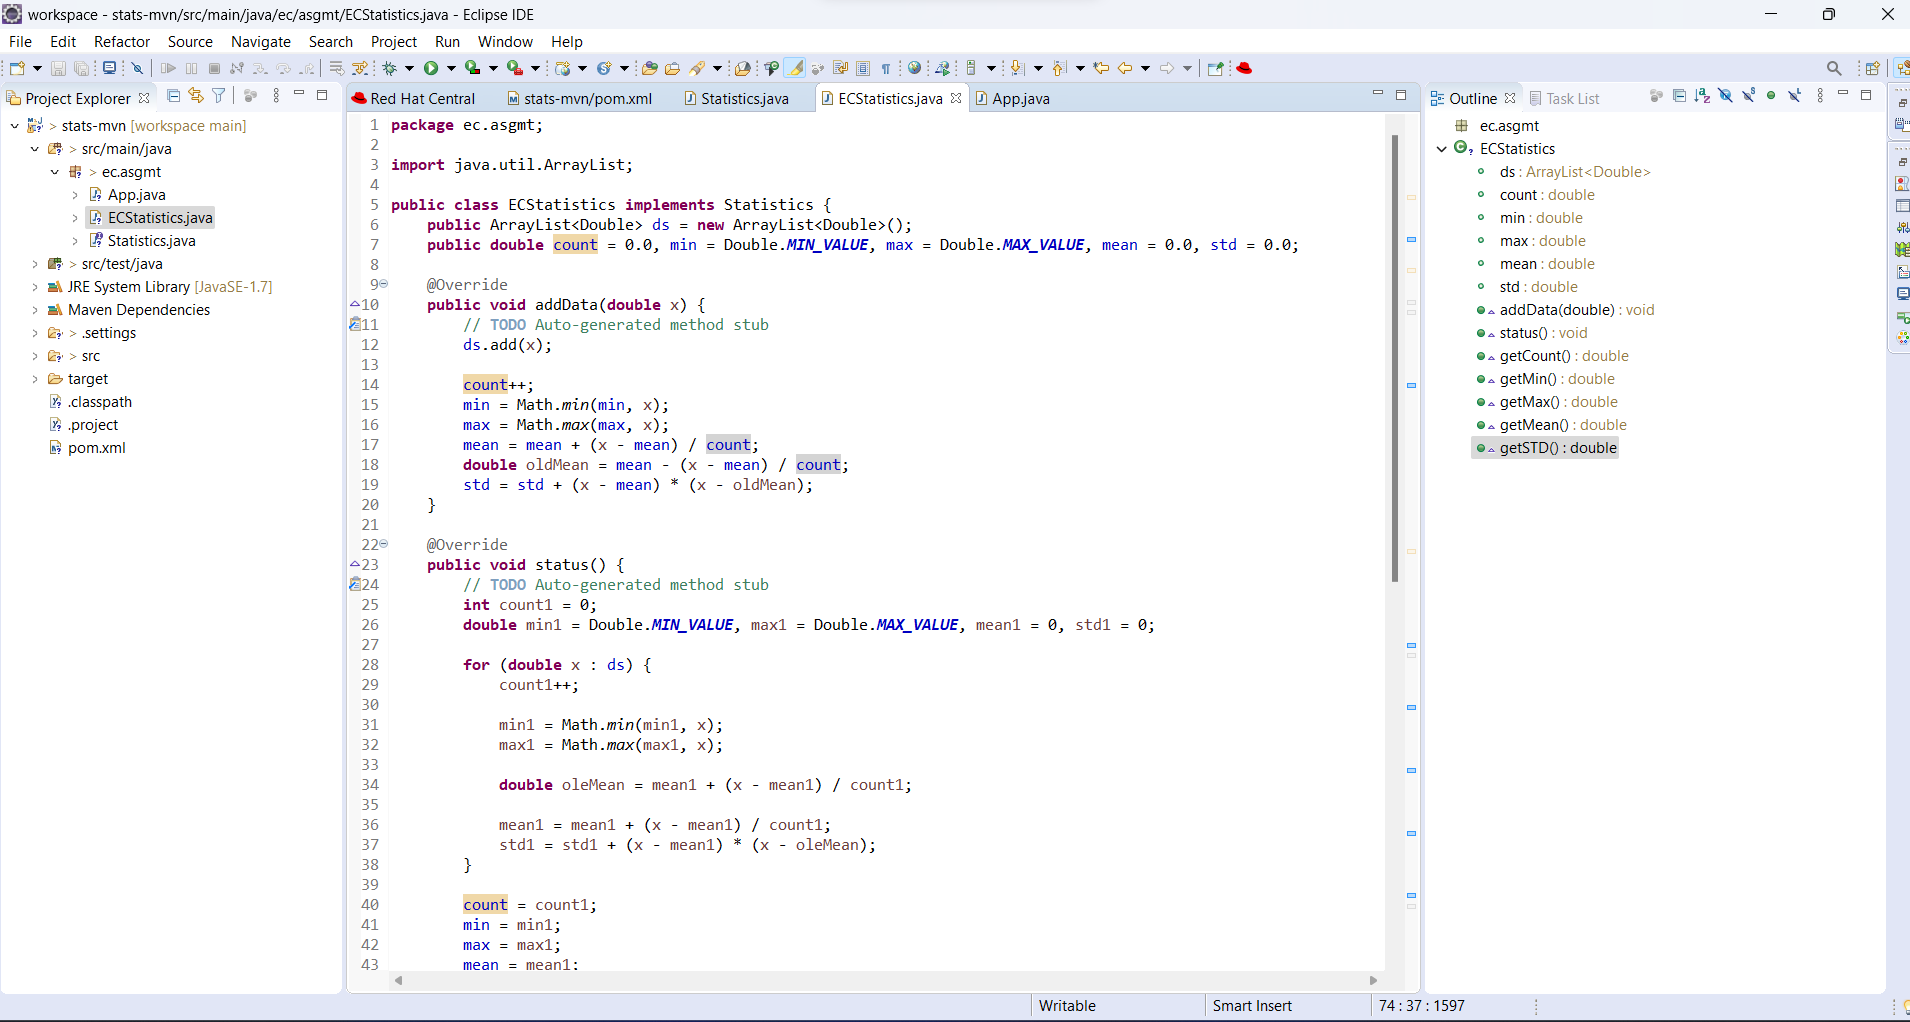 workspace - stats-mvn/src/main/java/ec/asgmt/ECStatistics.java - Eclipse IDE
File Edit Refactor Source Navigate Search Project Run Window Help
Project Explorer
stats-mvn [workspace main]
src/main/java
ec.asgmt
App.java
ECStatistics.java
Statistics.java
src/test/java
JRE System Library [JavaSE-1.7]
Maven Dependencies
.settings
src
target
.classpath
.project
pom.xml
Red Hat Central stats-mvn/pom.xml Statistics.java ECStatistics.java App.java
1 package ec.asgmt;
2
3 import java.util.ArrayList;
4
5 public class ECStatistics implements Statistics {
6 public ArrayList<Double> ds = new ArrayList<Double>();
7 public double count = 0.0, min = Double.MIN_VALUE, max = Double.MAX_VALUE, mean = 0.0, std = 0.0;
8
9 @Override
10 public void addData(double x) {
11 // TODO Auto-generated method stub
12 ds.add(x);
13
14 count++;
15 min = Math.min(min, x);
16 max = Math.max(max, x);
17 mean = mean + (x - mean) / count;
18 double oldMean = mean - (x - mean) / count;
19 std = std + (x - mean) * (x - oldMean);
20 }
21
22 @Override
23 public void status() {
24 // TODO Auto-generated method stub
25 int count1 = 0;
26 double min1 = Double.MIN_VALUE, max1 = Double.MAX_VALUE, mean1 = 0, std1 = 0;
27
28 for (double x : ds) {
29 count1++;
30
31 min1 = Math.min(min1, x);
32 max1 = Math.max(max1, x);
33
34 double oleMean = mean1 + (x - mean1) / count1;
35
36 mean1 = mean1 + (x - mean1) / count1;
37 std1 = std1 + (x - mean1) * (x - oleMean);
38 }
39
40 count = count1;
41 min = min1;
42 max = max1;
43 mean = mean1;
Outline Task List
ec.asgmt
ECStatistics
ds : ArrayList<Double>
count : double
min : double
max : double
mean : double
std : double
addData(double) : void
status() : void
getCount() : double
getMin() : double
getMax() : double
getMean() : double
getSTD() : double
Writable Smart Insert 74 : 37 : 1597